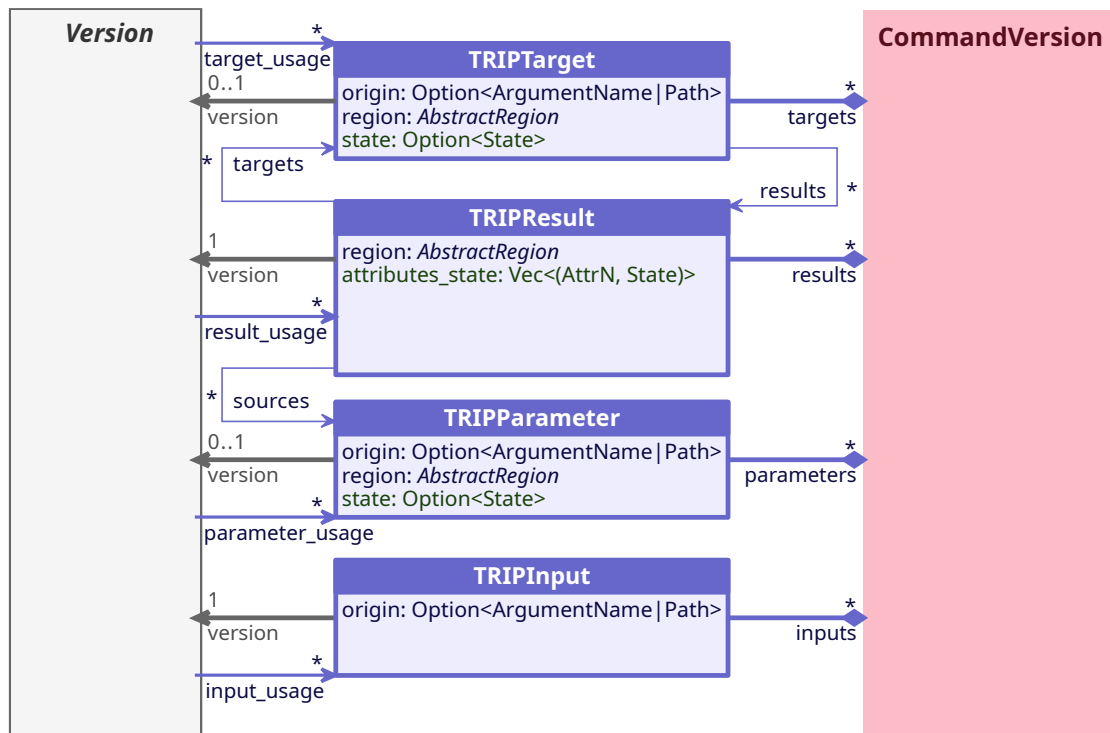 Version
CommandVersion
*
target_usage
TRIPTarget
0..1
version
origin: Option<ArgumentName|Path>
region: AbstractRegion
state: Option<State>
*
targets
* targets
results *
TRIPResult
1
version
region: AbstractRegion
attributes_state: Vec<(AttrN, State)>
*
results
*
result_usage
* sources
TRIPParameter
0..1
version
origin: Option<ArgumentName|Path>
region: AbstractRegion
state: Option<State>
*
parameters
*
parameter_usage
TRIPInput
1
version
origin: Option<ArgumentName|Path>
*
inputs
*
input_usage